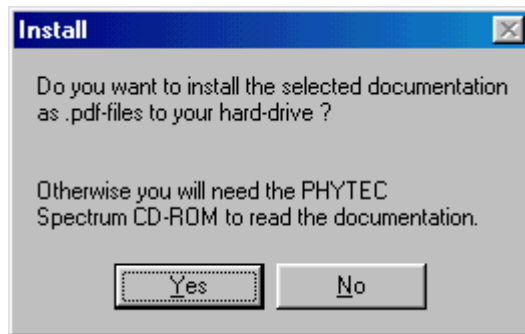 Install
Do you want to install the selected documentation
as .pdf-files to your hard-drive ?
Otherwise you will need the PHYTEC
Spectrum CD-ROM to read the documentation.
Yes
No